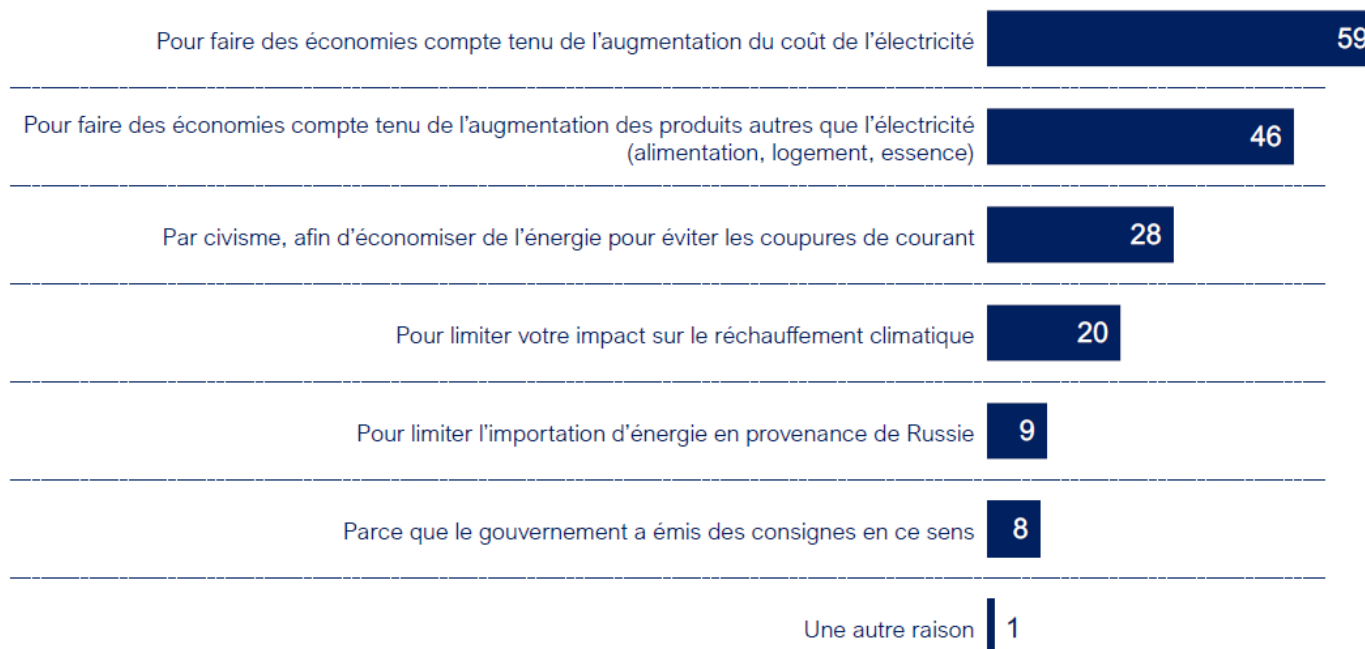 Pour faire des économies compte tenu de l'augmentation du coût de l'électricité 59
Pour faire des économies compte tenu de l'augmentation des produits autres que l'électricité
(alimentation, logement, essence) 46
Par civisme, afin d'économiser de l'énergie pour éviter les coupures de courant 28
Pour limiter votre impact sur le réchauffement climatique 20
Pour limiter l'importation d'énergie en provenance de Russie 9
Parce que le gouvernement a émis des consignes en ce sens 8
Une autre raison 1